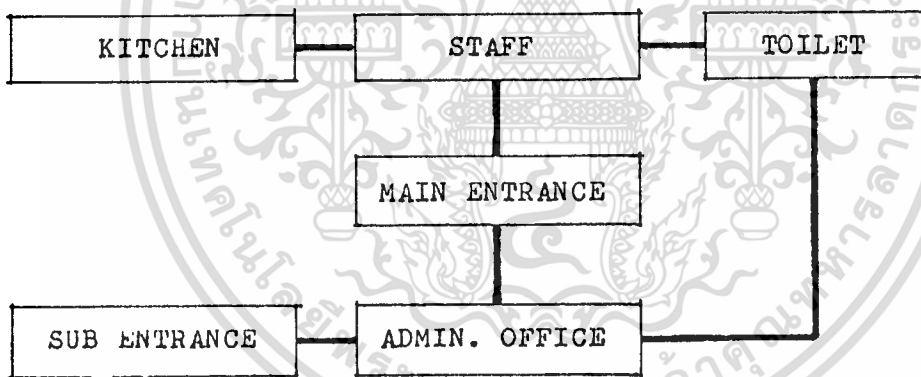 KITCHEN STAFF TOILET
MAIN ENTRANCE
SUB ENTRANCE ADMIN. OFFICE